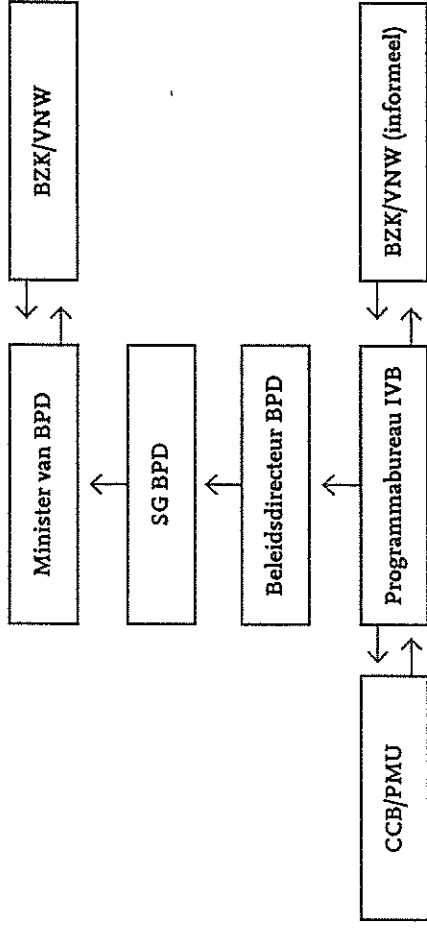 Minister van BPD
BZK/VNW
SG BPD
Beleidsdirecteur BPD
CCB/PMU
Programmabureau IVB
BZK/VNW (informeel)